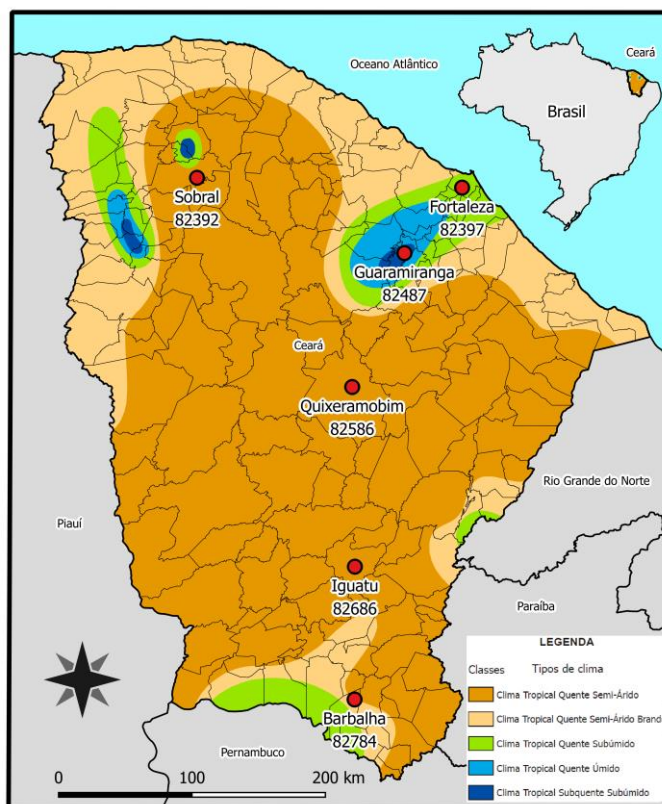 Oceano Atlântico
Ceará
Brasil
Sobral
82392
Fortaleza
82397
Guaramiranga
82487
Ceará
Quixeramobim
82586
Rio Grande do Norte
Piauí
Iguatu
82686
Paraíba
Barbalha
82784
Pernambuco
0 100 200 km
LEGENDA
Classes Tipos de clima
Clima Tropical Quente Semi-Árido
Clima Tropical Quente Semi-Árido Brand
Clima Tropical Quente Subúmido
Clima Tropical Quente Úmido
Clima Tropical Subquente Subúmido